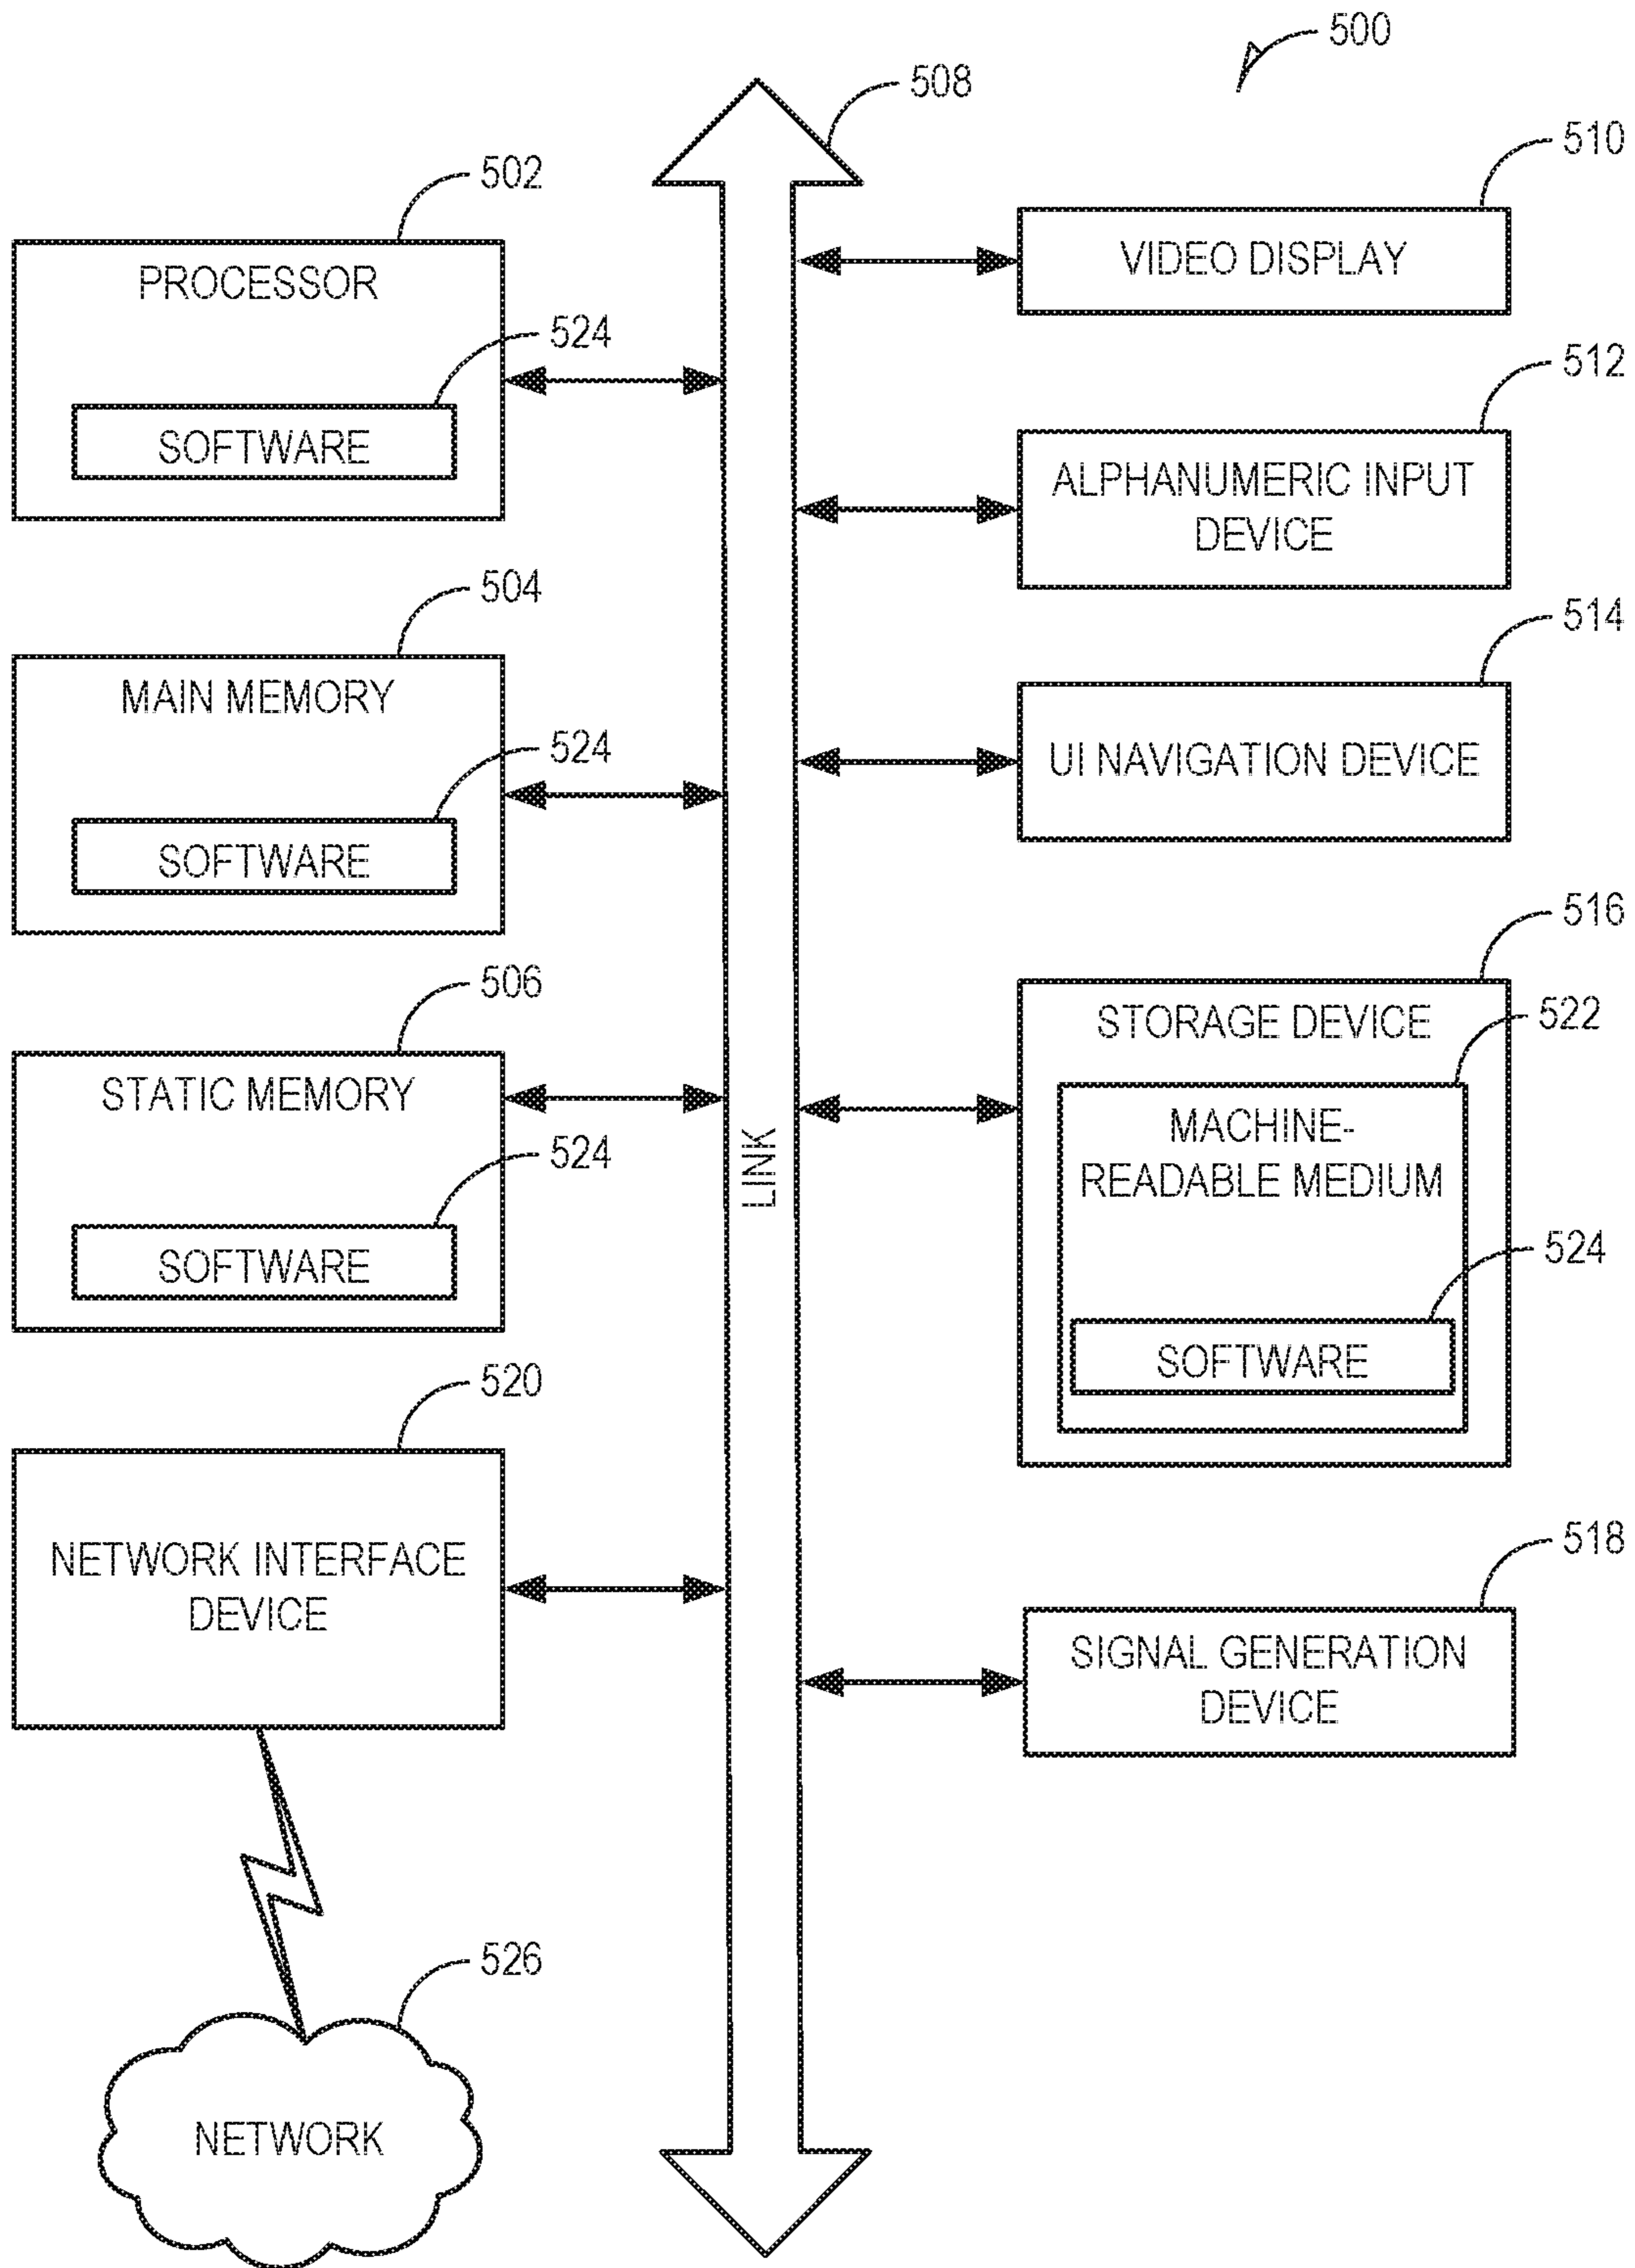 500
508
502
PROCESSOR
524
SOFTWARE
504
MAIN MEMORY
524
SOFTWARE
506
STATIC MEMORY
524
SOFTWARE
520
NETWORK INTERFACE
DEVICE
526
NETWORK
LINK
510
VIDEO DISPLAY
512
ALPHANUMERIC INPUT
DEVICE
514
UI NAVIGATION DEVICE
516
STORAGE DEVICE
522
MACHINE-
READABLE MEDIUM
524
SOFTWARE
518
SIGNAL GENERATION
DEVICE